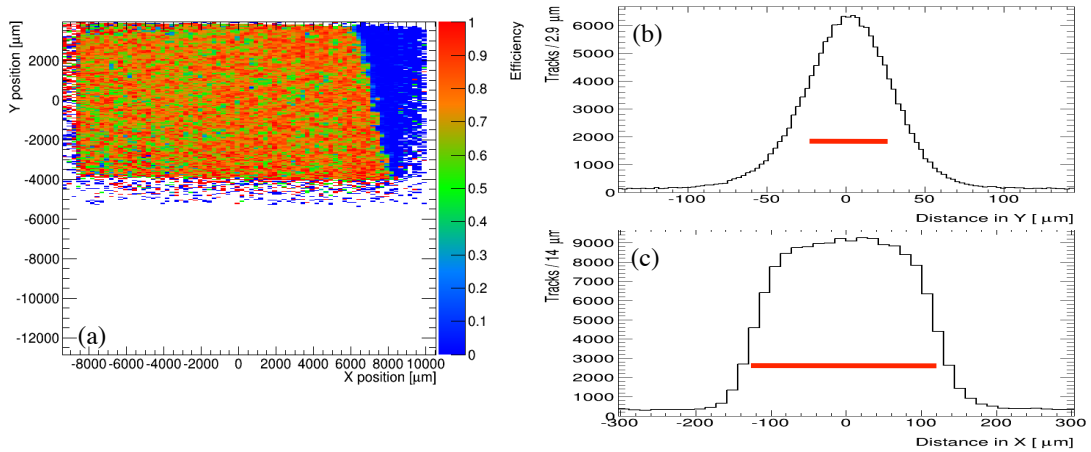 Y position [µm]
2000
0
-2000
-4000
-6000
-8000
-10000
-12000
(a)
-8000 -6000 -4000 -2000 0 2000 4000 6000 8000 10000
X position [µm]
1
0.9
0.8
0.7
0.6
0.5
0.4
0.3
0.2
0.1
0
Efficiency
(b)
Tracks / 2.9 µm
6000
5000
4000
3000
2000
1000
0
-100 -50 0 50 100
Distance in Y [ µm]
(c)
Tracks / 14 µm
9000
8000
7000
6000
5000
4000
3000
2000
1000
0
-300 -200 -100 0 100 200 300
Distance in X [ µm]